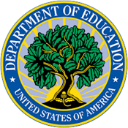 DEPARTMENT OF EDUCATION
UNITED STATES OF AMERICA